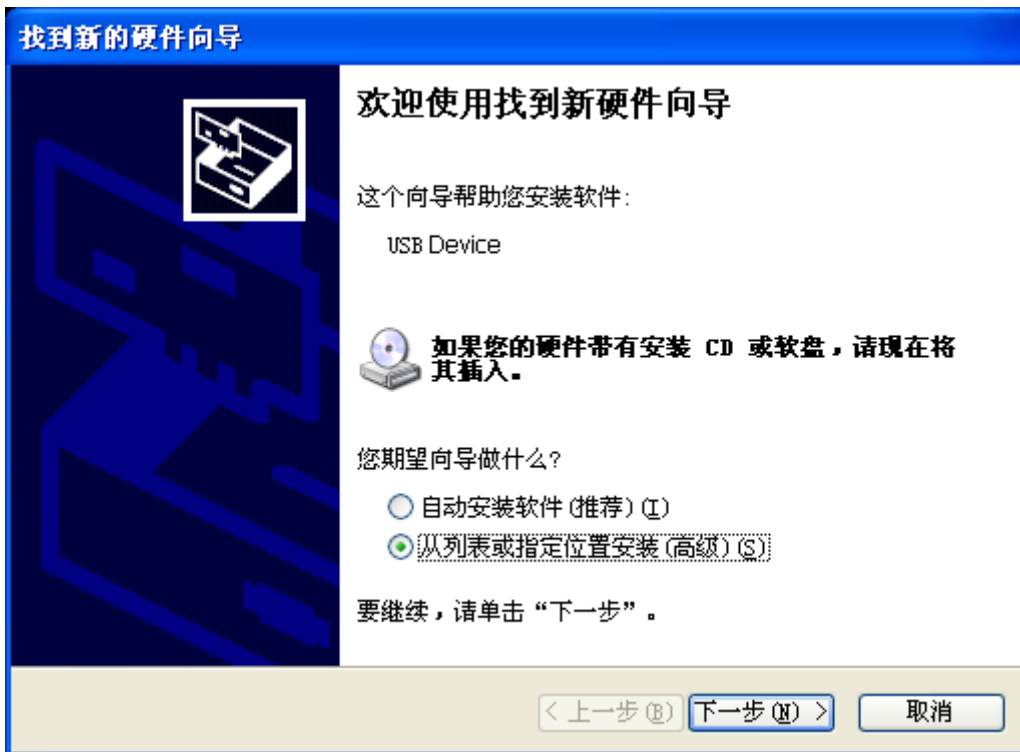 找到新的硬件向导
欢迎使用找到新硬件向导
这个向导帮助您安装软件:
USB Device
如果您的硬件带有安装 CD 或软盘，请现在将
其插入。
您期望向导做什么?
自动安装软件(推荐)(I)
从列表或指定位置安装(高级)(S)
要继续，请单击“下一步”。
< 上一步(B) 下一步(N) > 取消